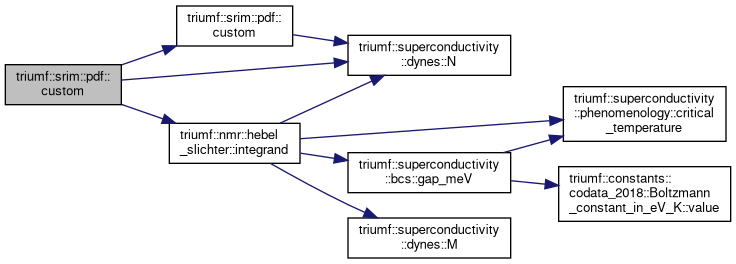 triumf::srim::pdf::
custom
triumf::srim::pdf::
custom
triumf::nmr::hebel
_slichter::integrand
triumf::superconductivity
::dynes::N
triumf::superconductivity
::bcs::gap_meV
triumf::superconductivity
::dynes::M
triumf::superconductivity
::phenomenology::critical
_temperature
triumf::constants::
codata_2018::Boltzmann
_constant_in_eV_K::value